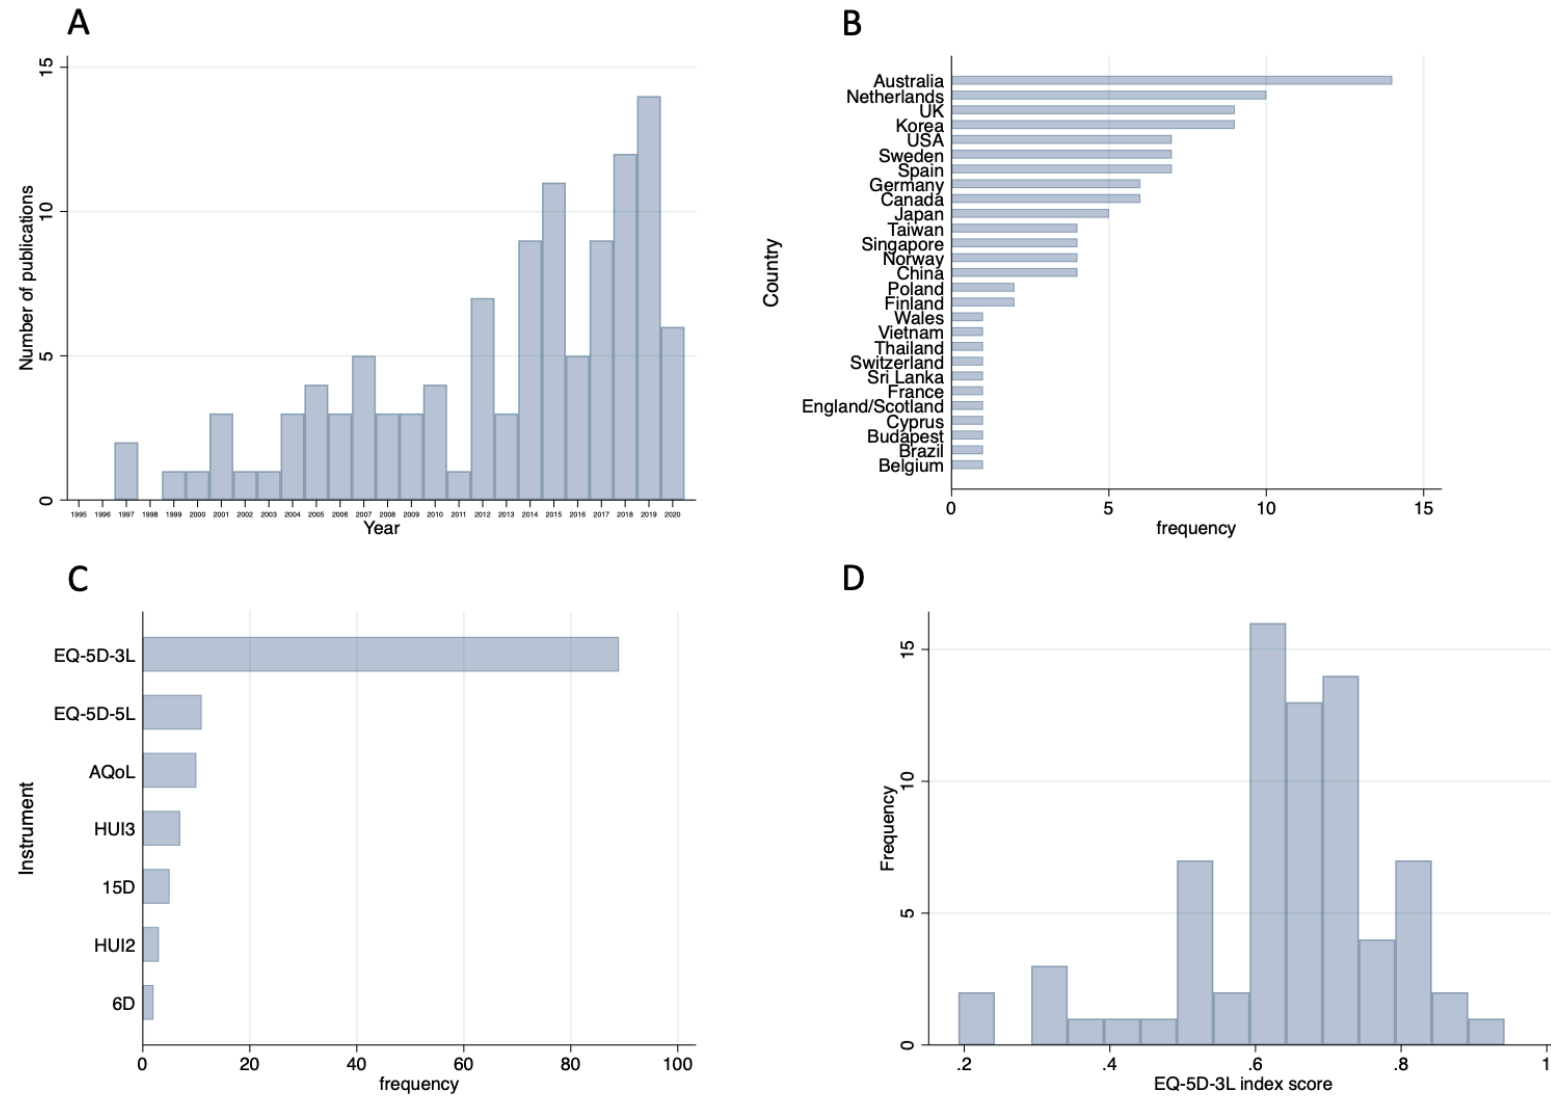 A
15
10
5
0
Number of publications
1995 1996 1997 1998 1999 2000 2001 2002 2003 2004 2005 2006 2007 2008 2009 2010 2011 2012 2013 2014 2015 2016 2017 2018 2019 2020
Year
B
Country
Australia
Netherlands
UK
Korea
USA
Sweden
Spain
Germany
Canada
Japan
Taiwan
Singapore
Norway
China
Poland
Finland
Wales
Vietnam
Thailand
Switzerland
Sri Lanka
France
England/Scotland
Cyprus
Budapest
Brazil
Belgium
0 5 10 15
frequency
C
Instrument
EQ-5D-3L
EQ-5D-5L
AQoL
HUI3
15D
HUI2
6D
0 20 40 60 80 100
frequency
D
15
10
5
0
Frequency
.2 .4 .6 .8 1
EQ-5D-3L index score